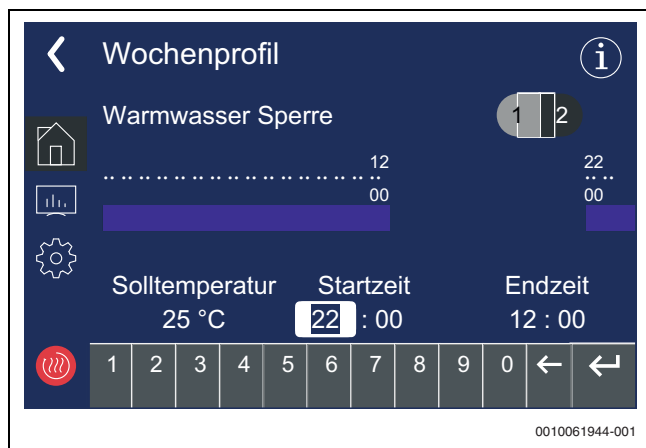 Wochenprofil i
Warmwasser Sperre 1 2
12 22
00 00
Solltemperatur Startzeit Endzeit
25 °C 22 : 00 12 : 00
1 2 3 4 5 6 7 8 9 0
0010061944-001